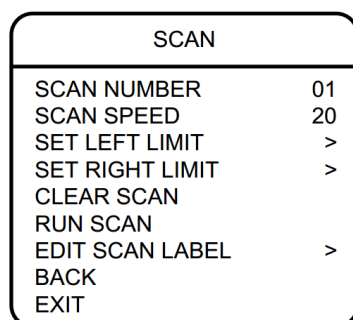 SCAN
SCAN NUMBER 01
SCAN SPEED 20
SET LEFT LIMIT >
SET RIGHT LIMIT >
CLEAR SCAN
RUN SCAN
EDIT SCAN LABEL >
BACK
EXIT